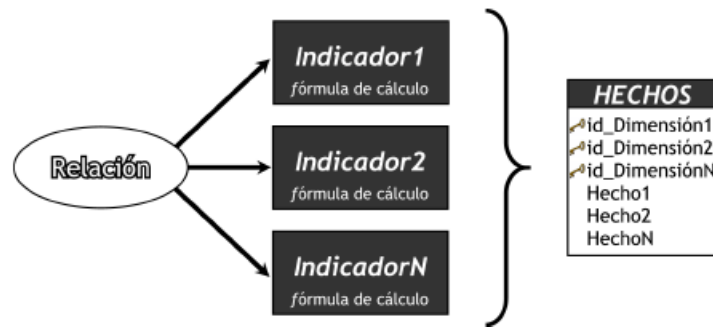 Relación
Indicador1
fórmula de cálculo
Indicador2
fórmula de cálculo
IndicadorN
fórmula de cálculo
HECHOS
id_Dimensión1
id_Dimensión2
id_DimensiónN
Hecho1
Hecho2
HechoN